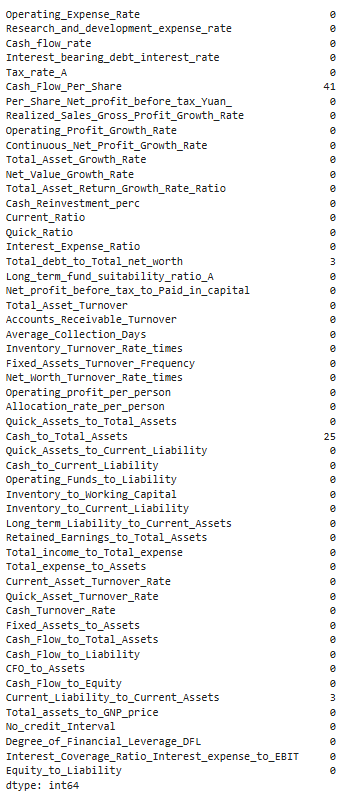 Operating_Expense_Rate 0
Research_and_development_expense_rate 0
Cash_flow_rate 0
Interest_bearing_debt_interest_rate 0
Tax_rate_A 0
Cash_Flow_Per_Share 41
Per_Share_Net_profit_before_tax_Yuan_ 0
Realized_Sales_Gross_Profit_Growth_Rate 0
Operating_Profit_Growth_Rate 0
Continuous_Net_Profit_Growth_Rate 0
Total_Asset_Growth_Rate 0
Net_Value_Growth_Rate 0
Total_Asset_Return_Growth_Rate_Ratio 0
Cash_Reinvestment_perc 0
Current_Ratio 0
Quick_Ratio 0
Interest_Expense_Ratio 0
Total_debt_to_Total_net_worth 3
Long_term_fund_suitability_ratio_A 0
Net_profit_before_tax_to_Paid_in_capital 0
Total_Asset_Turnover 0
Accounts_Receivable_Turnover 0
Average_Collection_Days 0
Inventory_Turnover_Rate_times 0
Fixed_Assets_Turnover_Frequency 0
Net_Worth_Turnover_Rate_times 0
Operating_profit_per_person 0
Allocation_rate_per_person 0
Quick_Assets_to_Total_Assets 0
Cash_to_Total_Assets 25
Quick_Assets_to_Current_Liability 0
Cash_to_Current_Liability 0
Operating_Funds_to_Liability 0
Inventory_to_Working_Capital 0
Inventory_to_Current_Liability 0
Long_term_Liability_to_Current_Assets 0
Retained_Earnings_to_Total_Assets 0
Total_income_to_Total_expense 0
Total_expense_to_Assets 0
Current_Asset_Turnover_Rate 0
Quick_Asset_Turnover_Rate 0
Cash_Turnover_Rate 0
Fixed_Assets_to_Assets 0
Cash_Flow_to_Total_Assets 0
Cash_Flow_to_Liability 0
CFO_to_Assets 0
Cash_Flow_to_Equity 0
Current_Liability_to_Current_Assets 3
Total_assets_to_GNP_price 0
No_credit_Interval 0
Degree_of_Financial_Leverage_DFL 0
Interest_Coverage_Ratio_Interest_expense_to_EBIT 0
Equity_to_Liability 0
dtype: int64